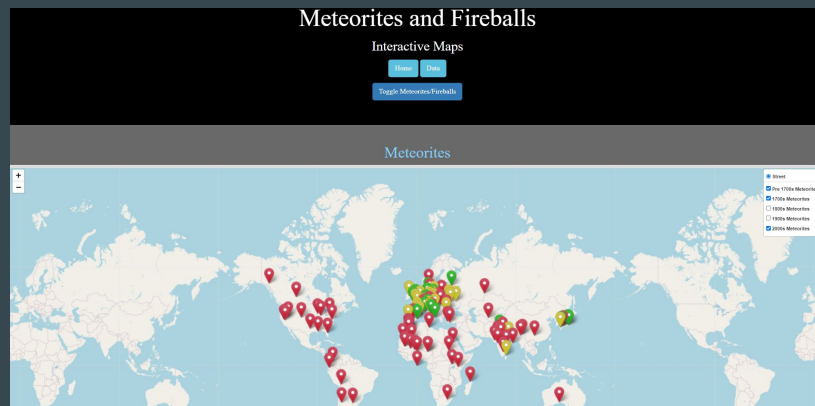 Meteorites and Fireballs
Interactive Maps
Home Data
Toggle Meteorites/Fireballs
Meteorites
+
−
Street
Pre 1700s Meteorite
1700s Meteorites
1800s Meteorites
1900s Meteorites
2000s Meteorites